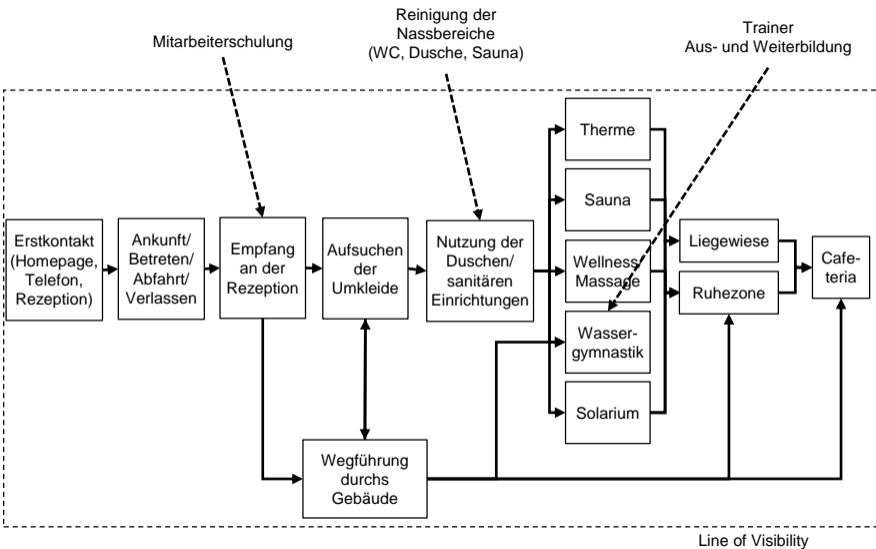 Mitarbeiterschulung
Reinigung der
Nassbereiche
(WC, Dusche, Sauna)
Trainer
Aus- und Weiterbildung
Erstkontakt
(Homepage,
Telefon,
Rezeption)
Ankunft/
Betreten/
Abfahrt/
Verlassen
Empfang
an der
Rezeption
Aufsuchen
der
Umkleide
Nutzung der
Duschen/
sanitären
Einrichtungen
Therme
Sauna
Wellness
Massage
Wasser-
gymnastik
Solarium
Liegewiese
Ruhezone
Cafe-
teria
Wegführung
durchs
Gebäude
Line of Visibility